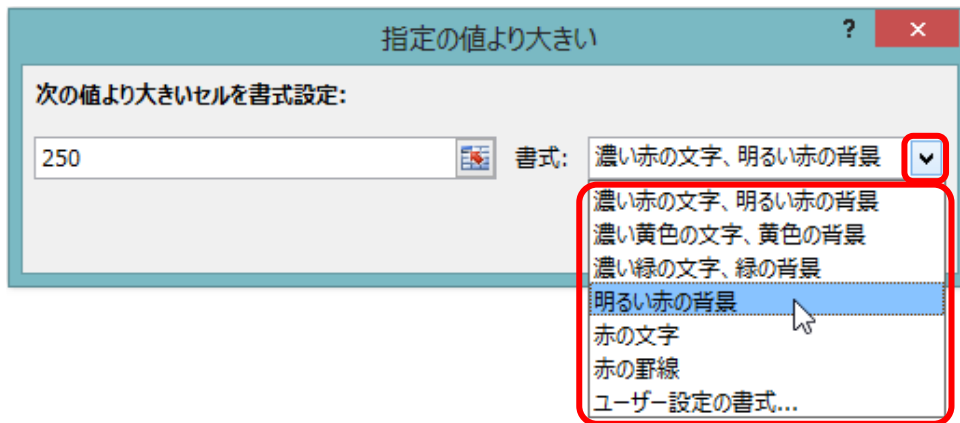 指定の値より大きい
?
次の値より大きいセルを書式設定:
250 書式: 濃い赤の文字、明るい赤の背景
濃い赤の文字、明るい赤の背景
濃い黄色の文字、黄色の背景
濃い緑の文字、緑の背景
明るい赤の背景
赤の文字
赤の罫線
ユーザー設定の書式...